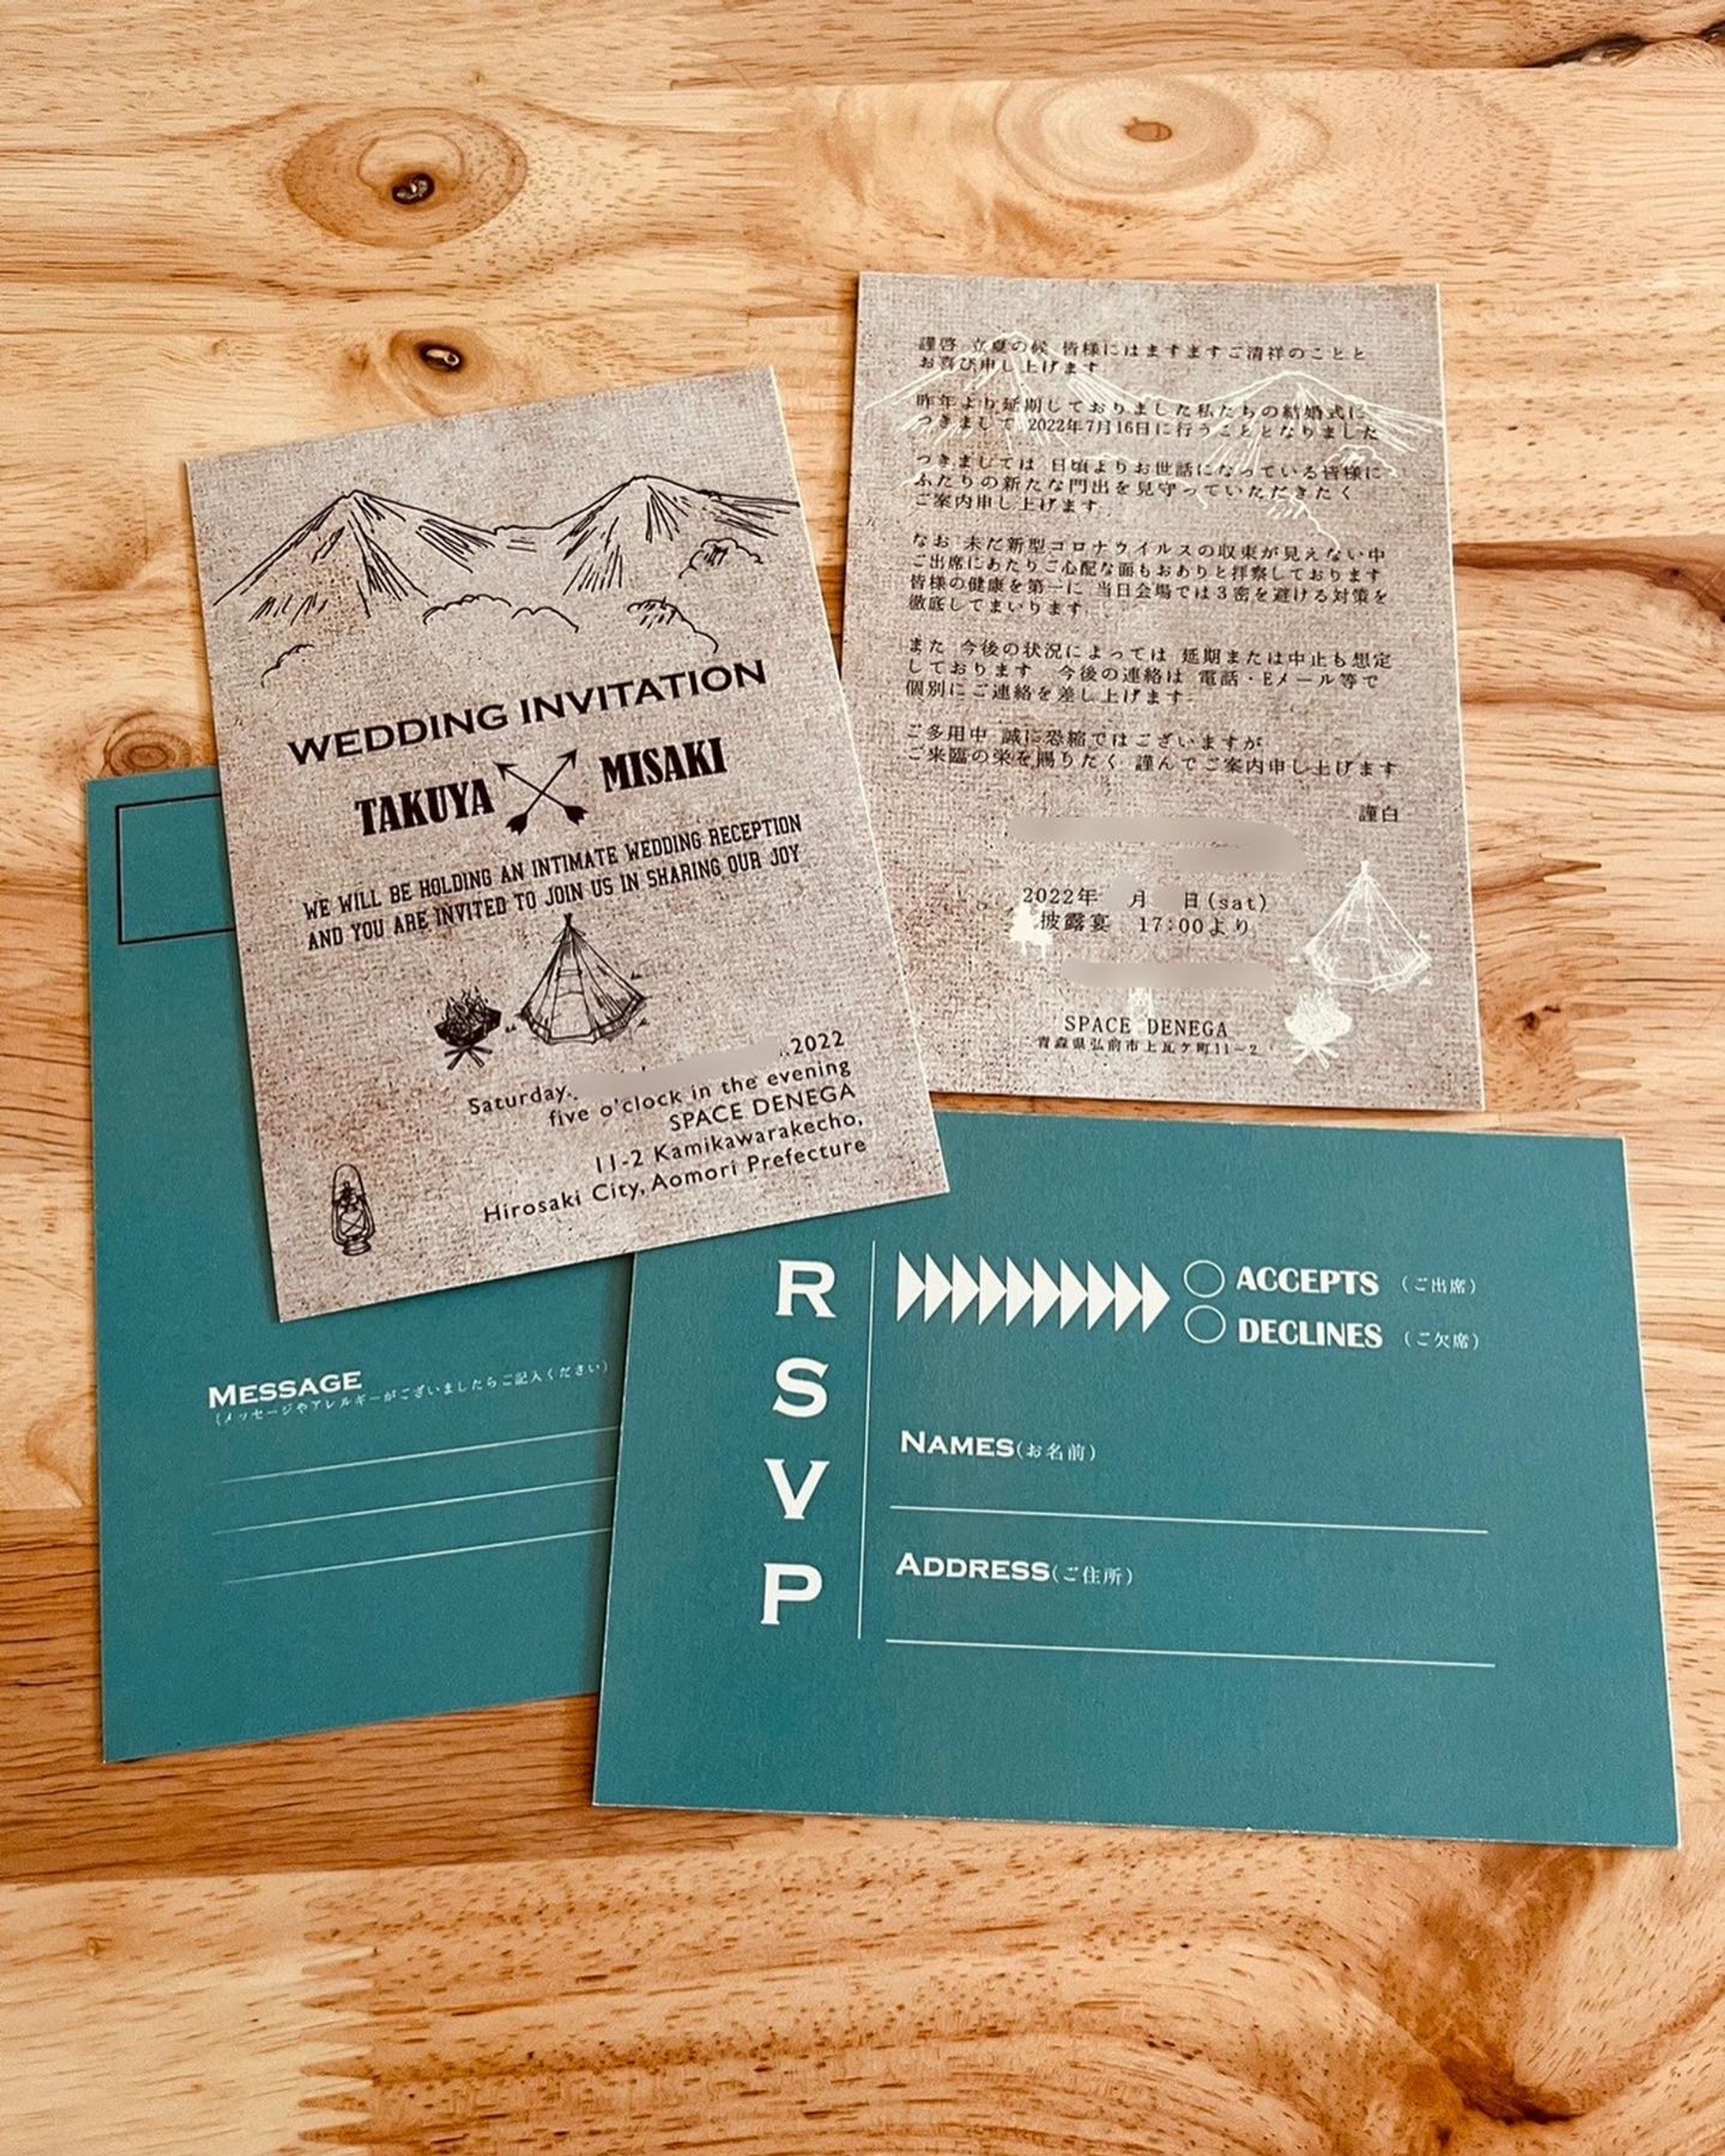 WEDDING INVITATION
TAKUYA MISAKI
WE WILL BE HOLDING AN INTIMATE WEDDING RECEPTION
AND YOU ARE INVITED TO JOIN US IN SHARING OUR JOY
Saturday. .2022
five o'clock in the evening
SPACE DENEGA
11-2 Kamikawarakecho,
Hirosaki City, Aomori Prefecture
謹啓 立夏の候 皆様にはますますご清祥のことと
お喜び申し上げます
昨年より延期しておりました私たちの結婚式に
つきまして 2022年7月16日に行うこととなりました
つきましては 日頃よりお世話になっている皆様に
ふたりの新たな門出を見守っていただきたく
ご案内申し上げます
なお 未だ新型コロナウイルスの収束が見えない中
ご出席にあたりご心配な面もおありと拝察しております
皆様の健康を第一に 当日会場では3密を避ける対策を
徹底してまいります
また 今後の状況によっては 延期または中止も想定
しております 今後の連絡は 電話・Eメール等で
個別にご連絡を差し上げます
ご多用中 誠に恐縮ではございますが
ご来臨の栄を賜りたく 謹んでご案内申し上げます
謹白
2022年 月 日(sat)
披露宴 17:00より
SPACE DENEGA
青森県弘前市上瓦ケ町11-2
MESSAGE
(メッセージやアレルギーがございましたらご記入ください)
R
S
V
P
ACCEPTS (ご出席)
DECLINES (ご欠席)
NAMES(お名前)
ADDRESS(ご住所)